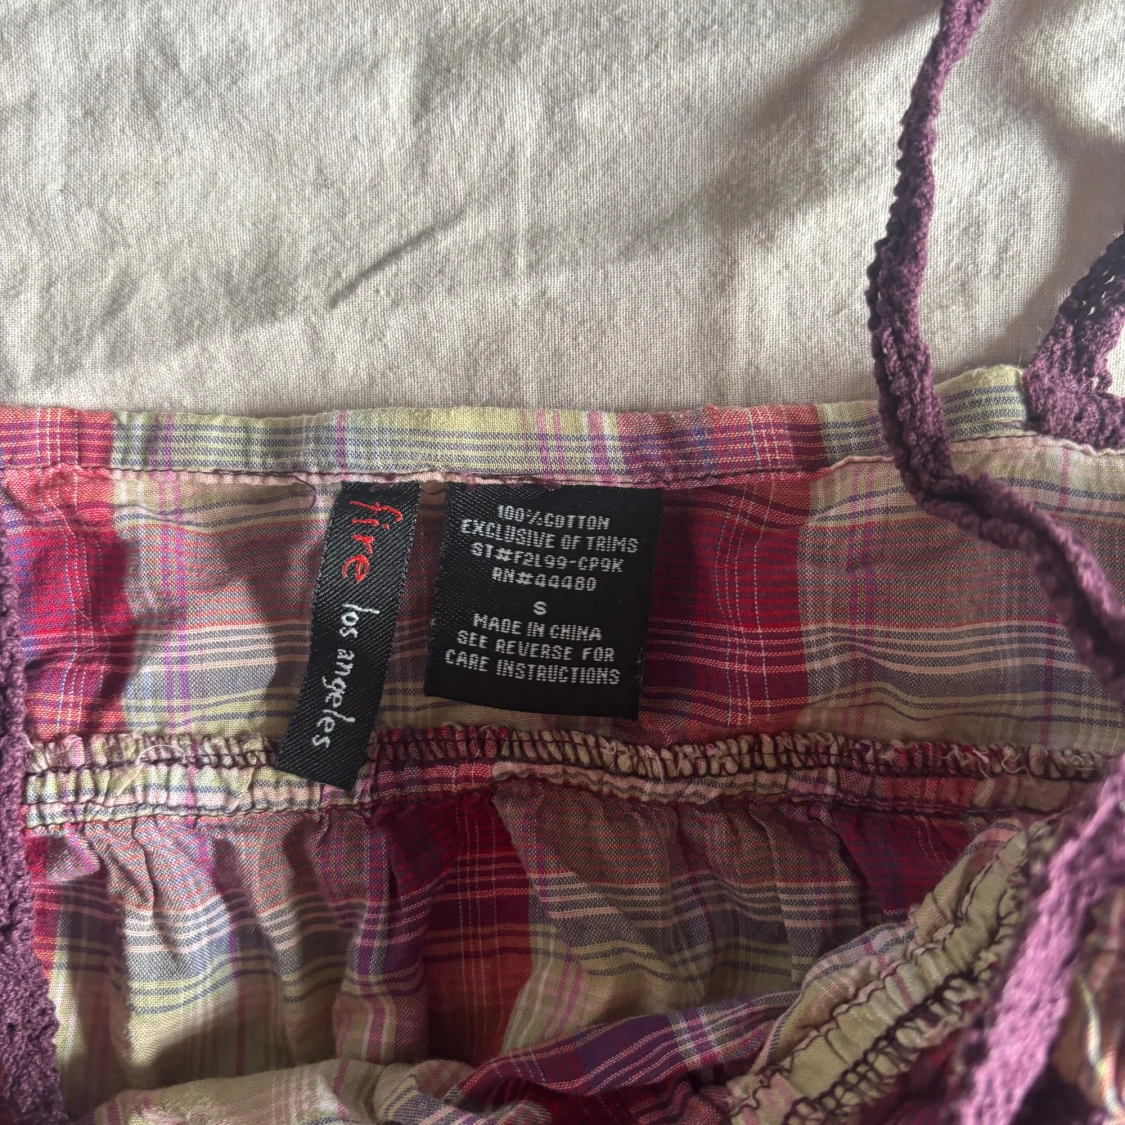 fire
los angeles
100%COTTON
EXCLUSIVE OF TRIMS
ST#F2L99-CP9K
RN#44480
S
MADE IN CHINA
SEE REVERSE FOR
CARE INSTRUCTIONS